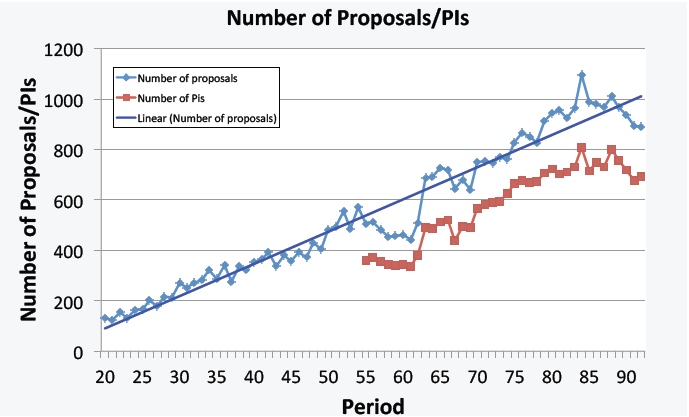 Number of Proposals/PIs
Number of Proposals/PIs
1200
1000
800
600
400
200
0
Number of proposals
Number of Pis
Linear (Number of proposals)
20 25 30 35 40 45 50 55 60 65 70 75 80 85 90
Period